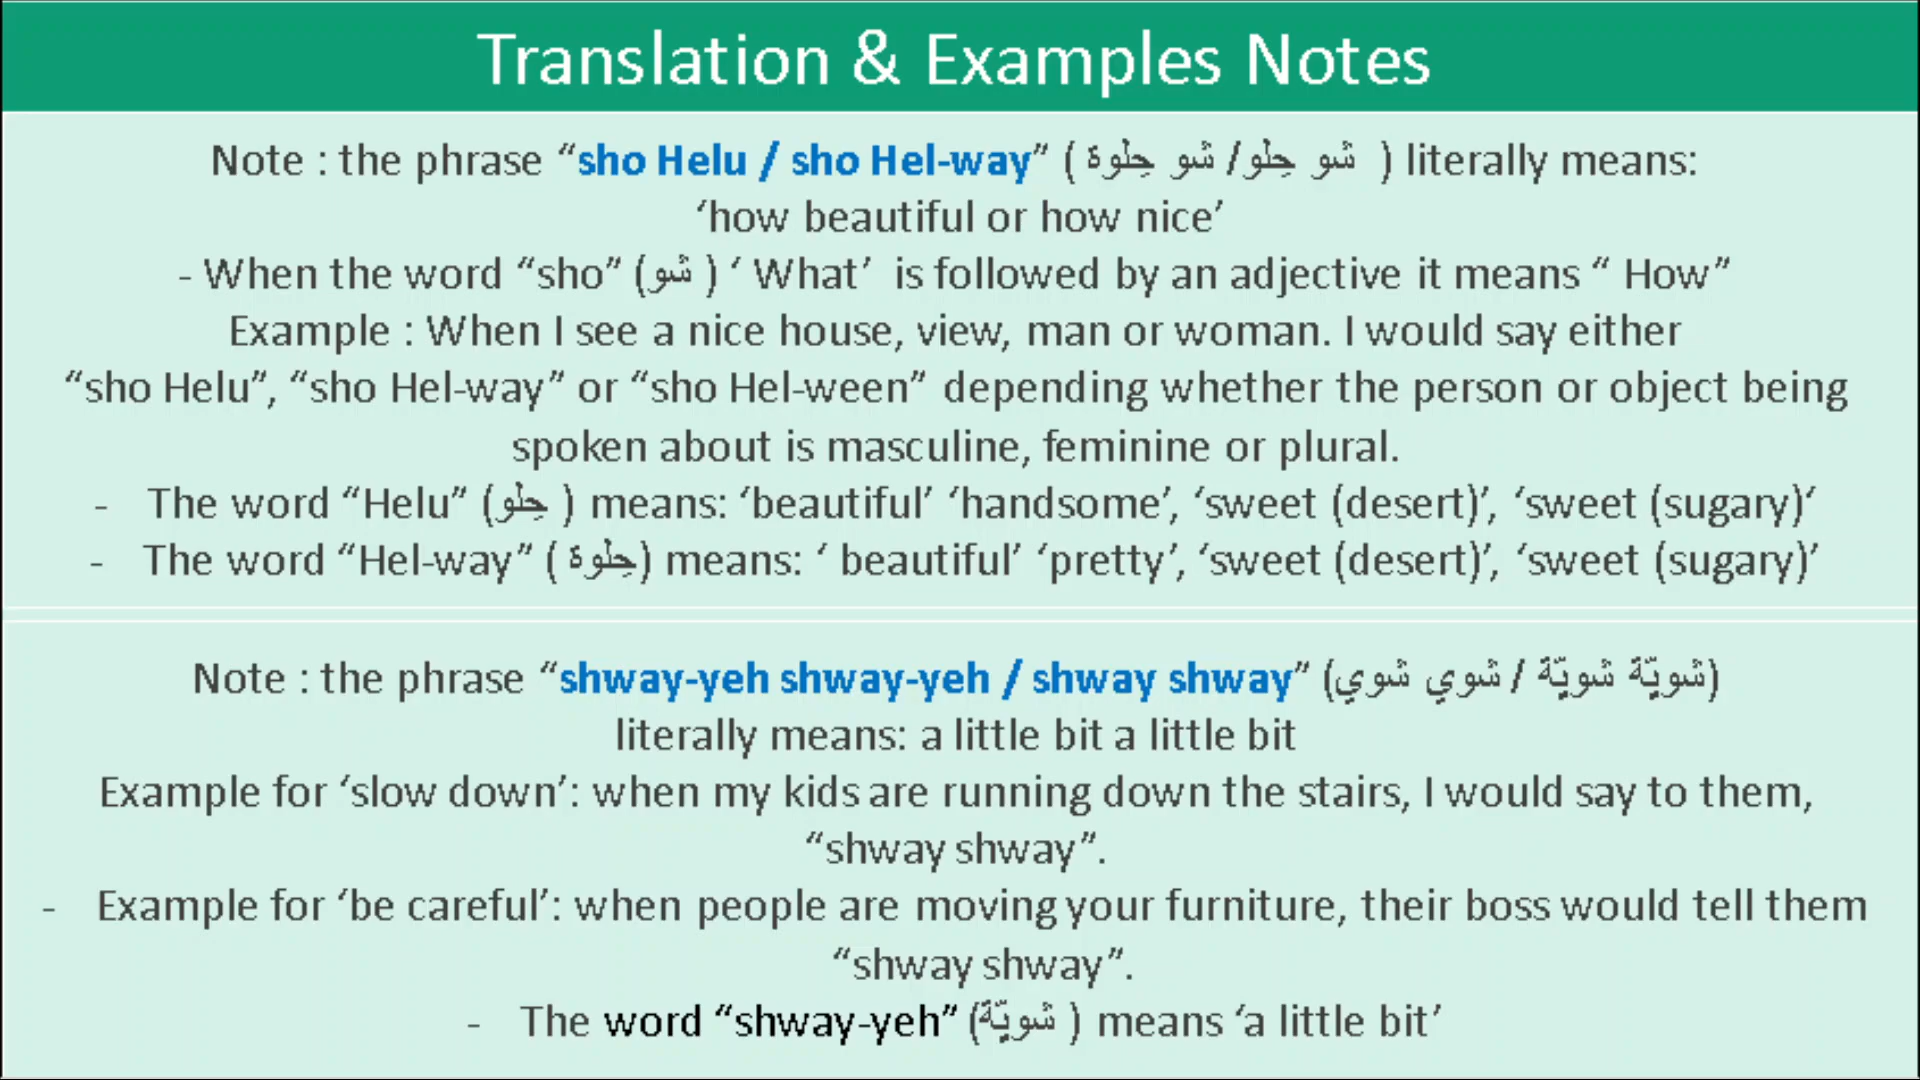 Translation & Examples Notes
Note : the phrase “sho Helu / sho Hel-way” ( شو حِلو/ شو حِلوة ) literally means:
‘how beautiful or how nice’
- When the word “sho” (شو ) ‘ What’ is followed by an adjective it means “ How”
Example : When I see a nice house, view, man or woman. I would say either
“sho Helu”, “sho Hel-way” or “sho Hel-ween” depending whether the person or object being
spoken about is masculine, feminine or plural.
- The word “Helu” (حِلو ) means: ‘beautiful’ ‘handsome’, ‘sweet (desert)’, ‘sweet (sugary)‘
- The word “Hel-way” ( حِلوة) means: ‘ beautiful’ ‘pretty’, ‘sweet (desert)’, ‘sweet (sugary)’
Note : the phrase “shway-yeh shway-yeh / shway shway” (شويّة شويّة / شوي شوي)
literally means: a little bit a little bit
Example for ‘slow down’: when my kids are running down the stairs, I would say to them,
“shway shway”.
- Example for ‘be careful’: when people are moving your furniture, their boss would tell them
“shway shway”.
- The word “shway-yeh” (شويّة ) means ‘a little bit’